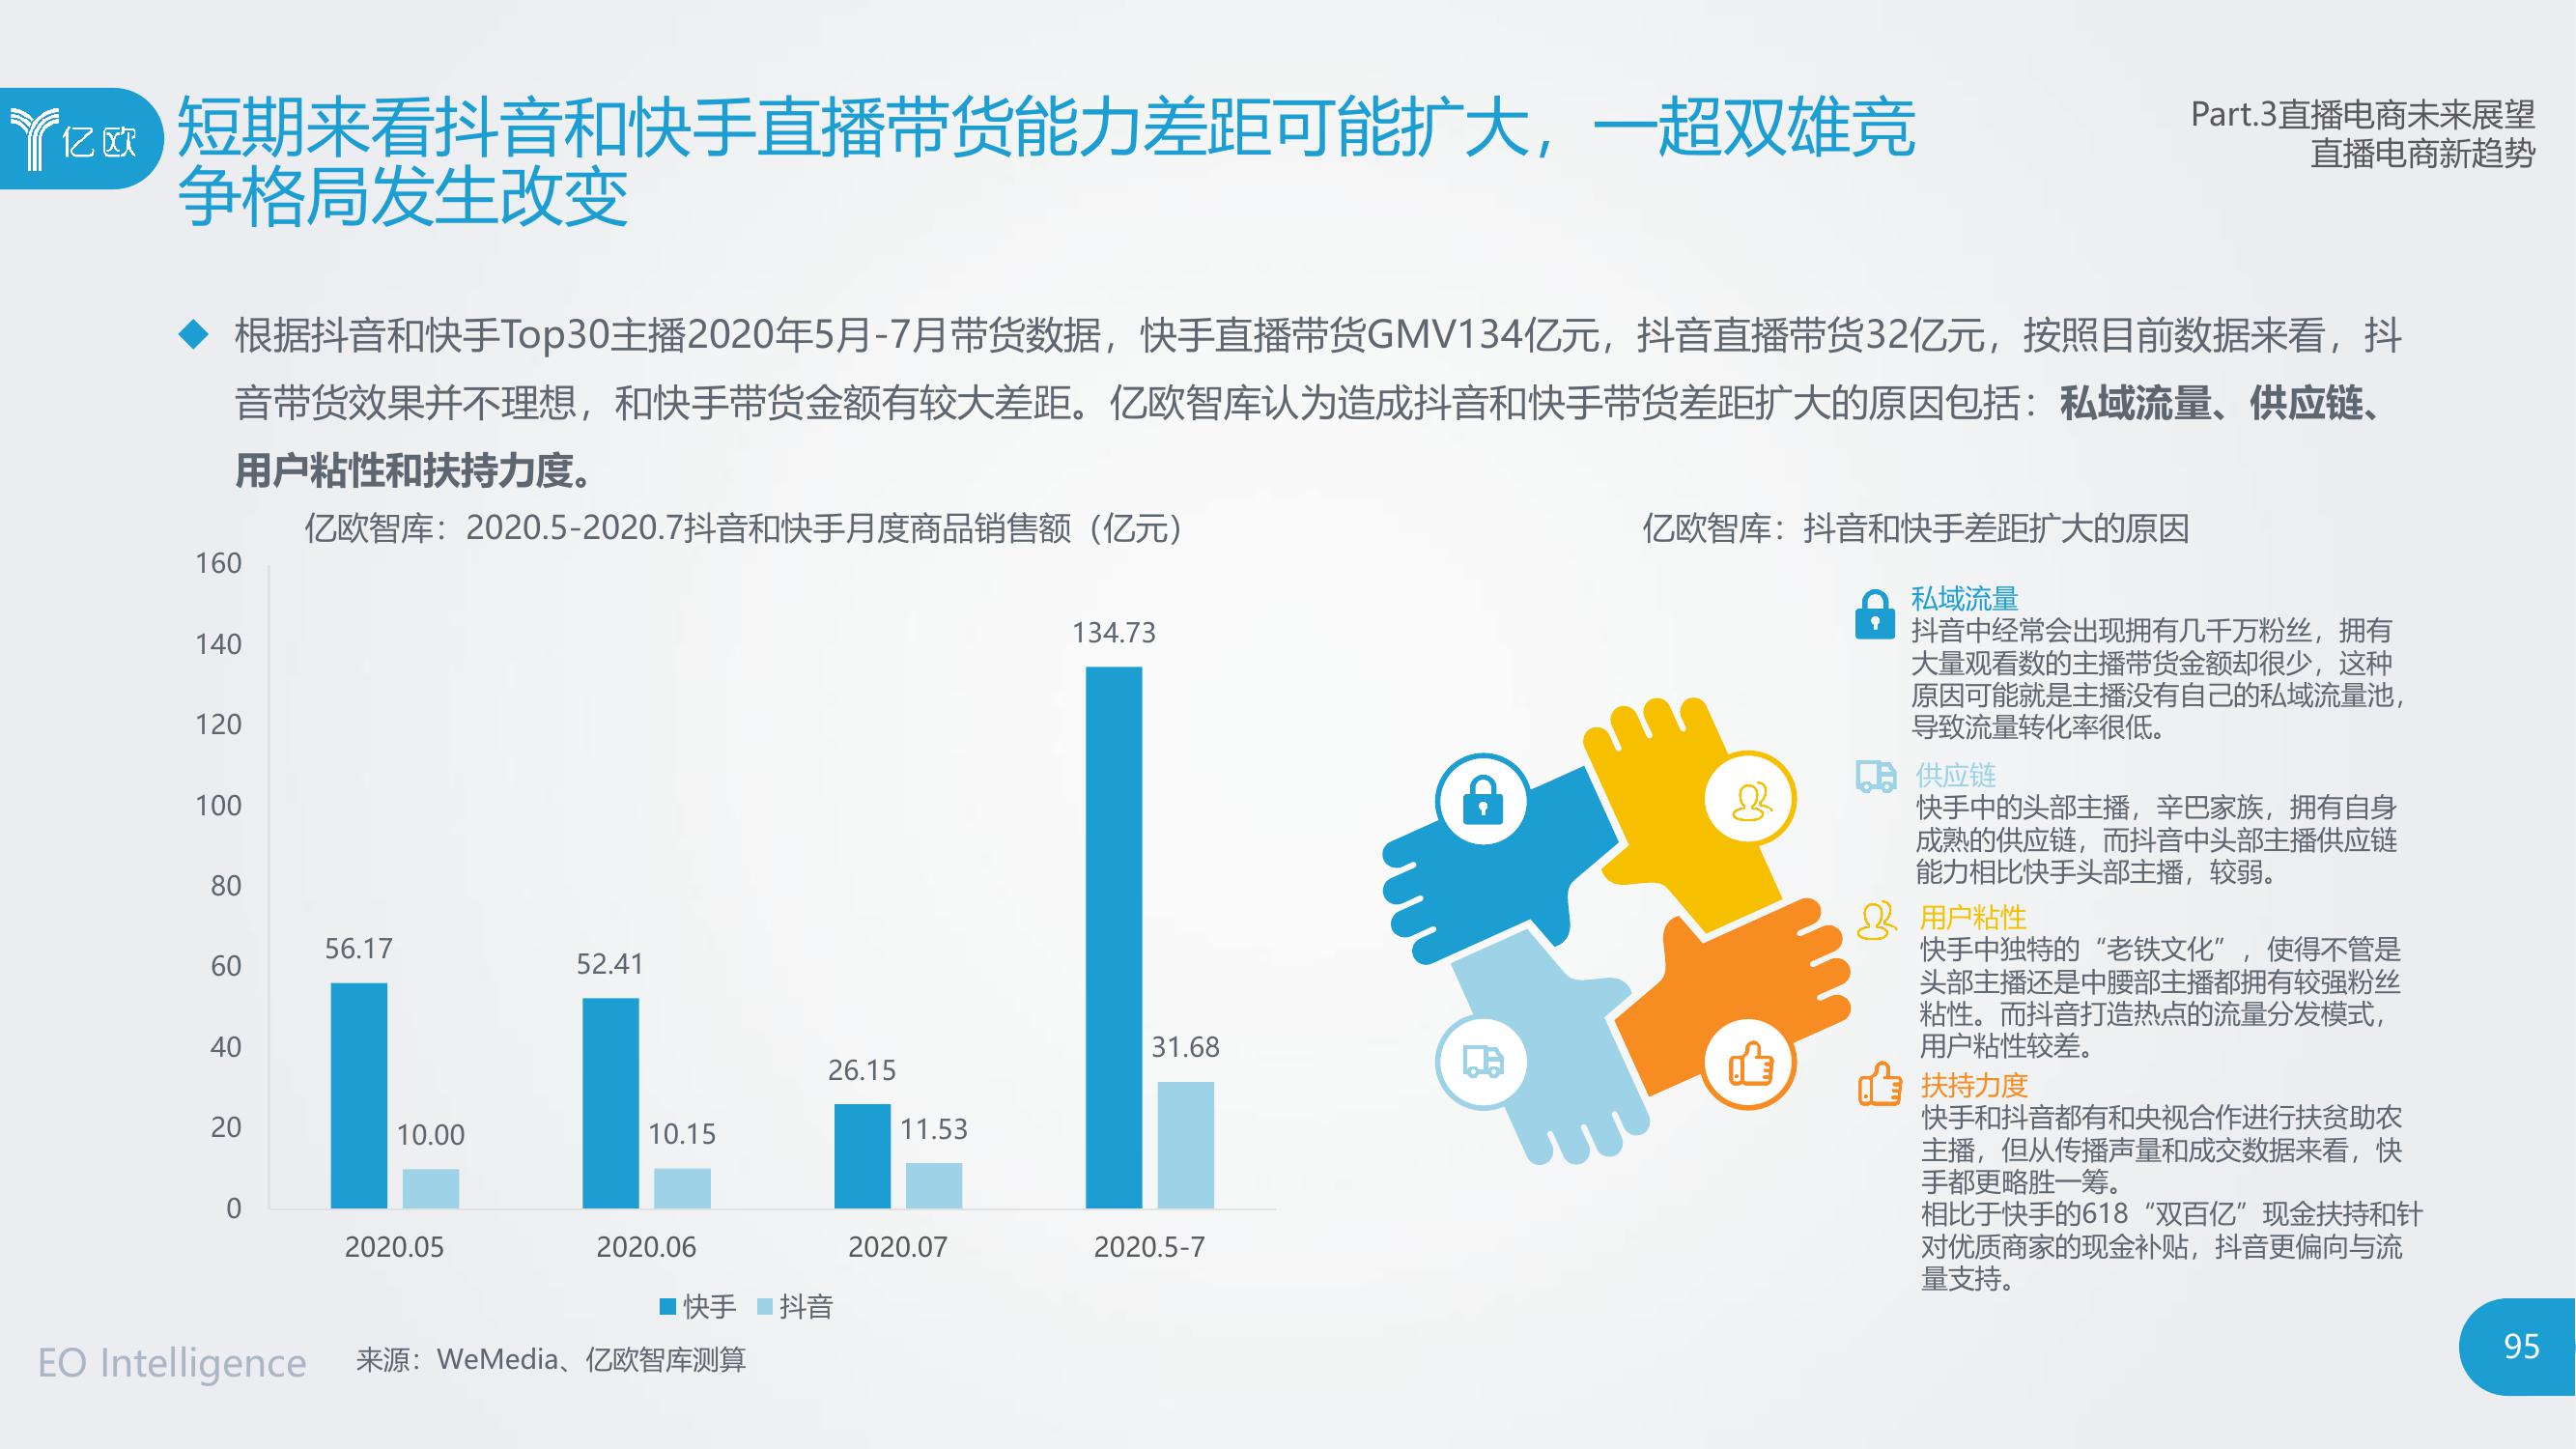 亿欧
短期来看抖音和快手直播带货能力差距可能扩大，一超双雄竞
争格局发生改变
Part.3直播电商未来展望
直播电商新趋势
根据抖音和快手Top30主播2020年5月-7月带货数据，快手直播带货GMV134亿元，抖音直播带货32亿元，按照目前数据来看，抖
音带货效果并不理想，和快手带货金额有较大差距。亿欧智库认为造成抖音和快手带货差距扩大的原因包括：私域流量、供应链、
用户粘性和扶持力度。
亿欧智库：2020.5-2020.7抖音和快手月度商品销售额（亿元）
160
140
120
100
80
60
40
20
0
56.17
10.00
52.41
10.15
26.15
11.53
134.73
31.68
2020.05
2020.06
2020.07
2020.5-7
快手
抖音
亿欧智库：抖音和快手差距扩大的原因
私域流量
抖音中经常会出现拥有几千万粉丝，拥有
大量观看数的主播带货金额却很少，这种
原因可能就是主播没有自己的私域流量池，
导致流量转化率很低。
供应链
快手中的头部主播，辛巴家族，拥有自身
成熟的供应链，而抖音中头部主播供应链
能力相比快手头部主播，较弱。
用户粘性
快手中独特的“老铁文化”，使得不管是
头部主播还是中腰部主播都拥有较强粉丝
粘性。而抖音打造热点的流量分发模式，
用户粘性较差。
扶持力度
快手和抖音都有和央视合作进行扶贫助农
主播，但从传播声量和成交数据来看，快
手都更略胜一筹。
相比于快手的618“双百亿”现金扶持和针
对优质商家的现金补贴，抖音更偏向与流
量支持。
EO Intelligence
来源：WeMedia、亿欧智库测算
95